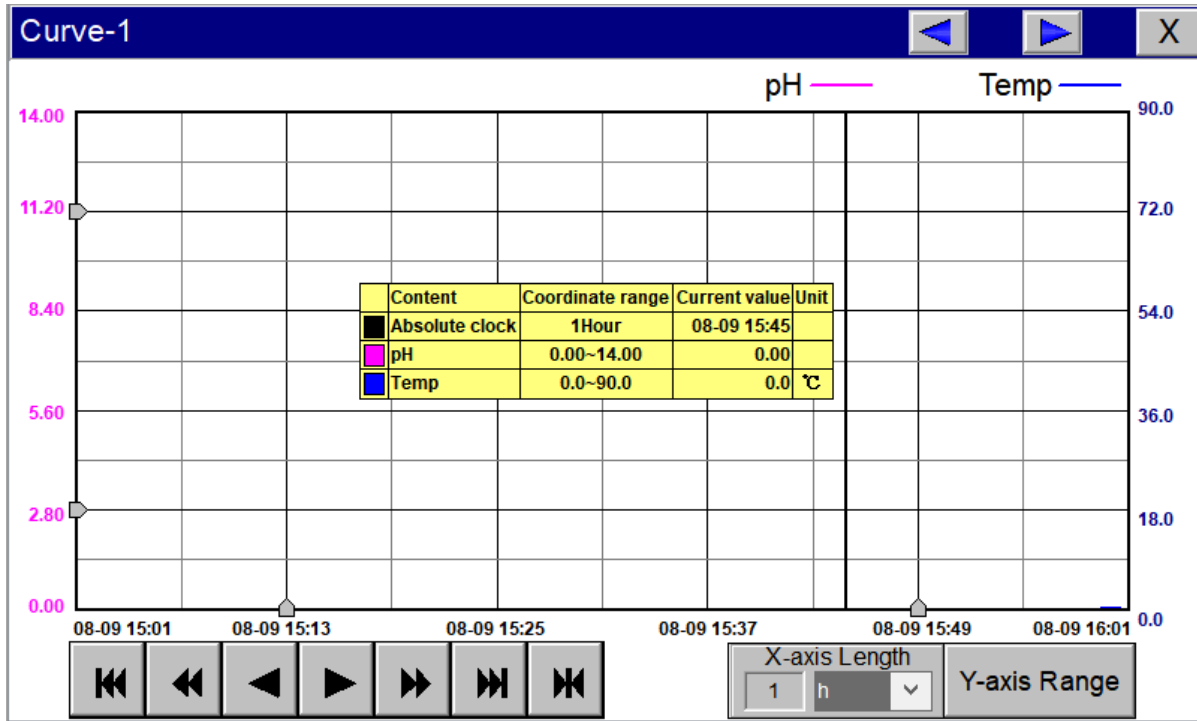 Curve-1 X
pH Temp
14.00 90.0
11.20 72.0
8.40 54.0
5.60 36.0
2.80 18.0
0.00 0.0
Content Coordinate range Current value Unit
Absolute clock 1Hour 08-09 15:45
pH 0.00~14.00 0.00
Temp 0.0~90.0 0.0 ℃
08-09 15:01 08-09 15:13 08-09 15:25 08-09 15:37 08-09 15:49 08-09 16:01
X-axis Length
1 h
Y-axis Range